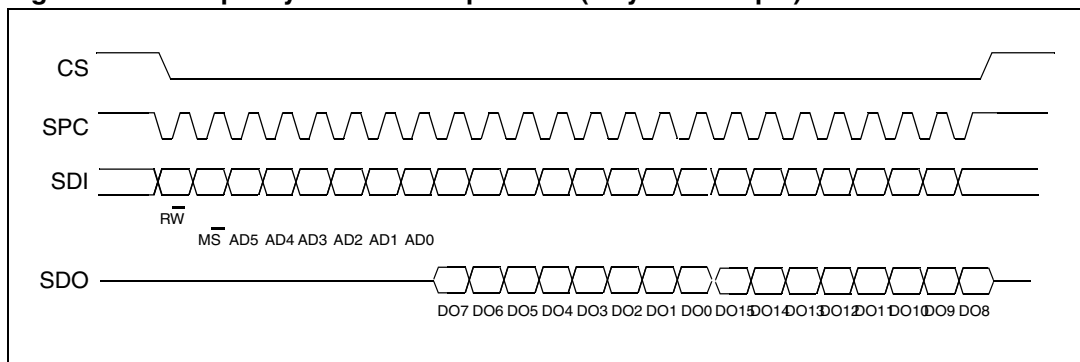 CS
SPC
SDI
RW
MS AD5 AD4 AD3 AD2 AD1 AD0
SDO
DO7 DO6 DO5 DO4 DO3 DO2 DO1 DO0 DO15 DO14 DO13 DO12 DO11 DO10 DO9 DO8